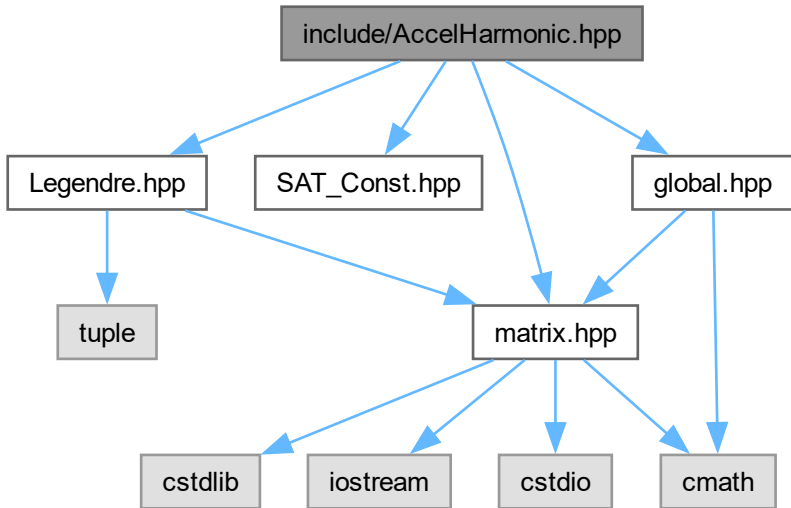 include/AccelHarmonic.hpp
Legendre.hpp
SAT_Const.hpp
global.hpp
tuple
matrix.hpp
cstdlib
iostream
cstdio
cmath